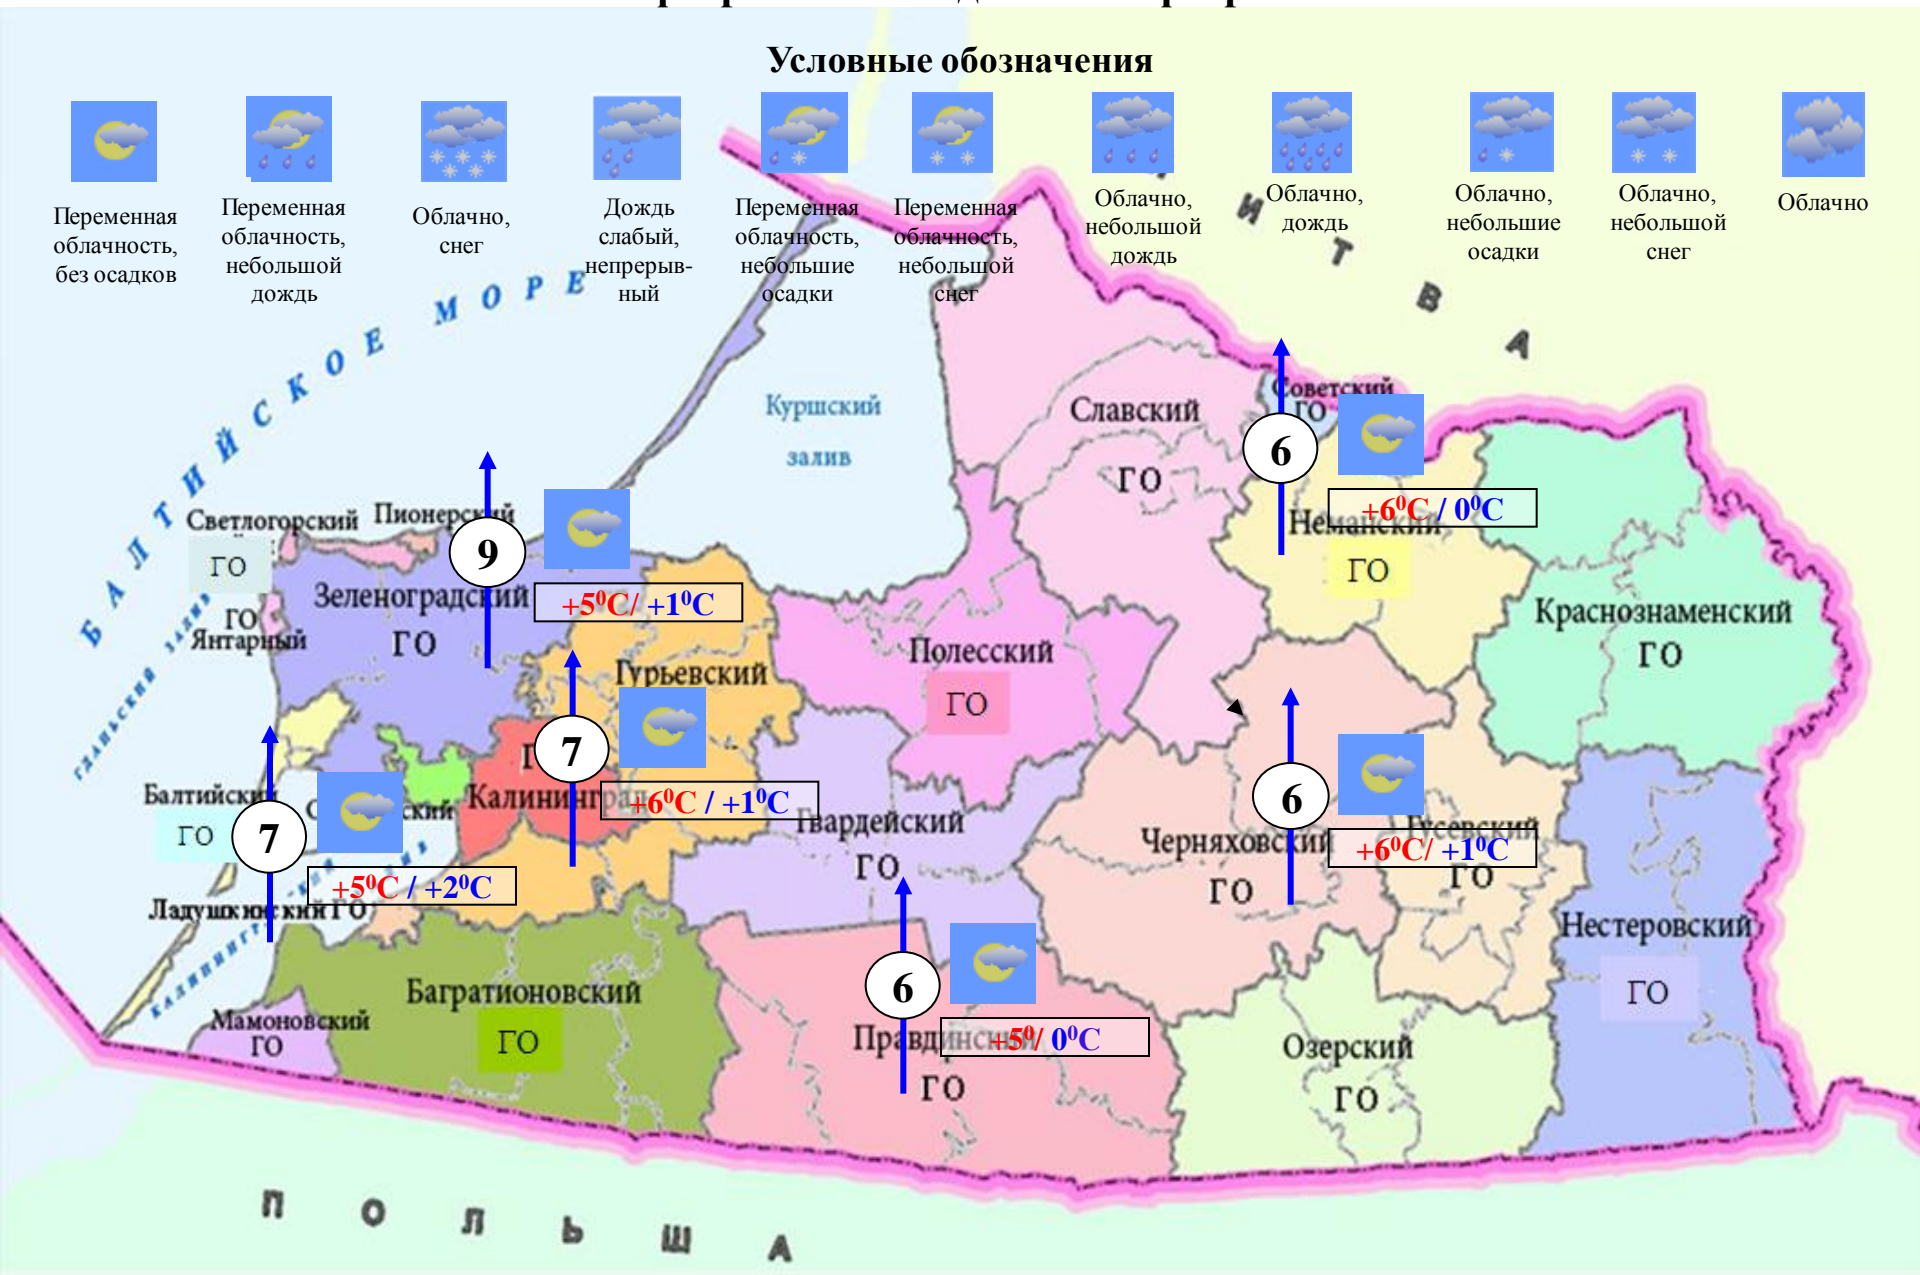 Условные обозначения
Переменная
облачность,
без осадков
Переменная
облачность,
небольшой
дождь
Облачно,
снег
Дождь
слабый,
непрерыв-
ный
Переменная
облачность,
небольшие
осадки
Переменная
облачность,
небольшой
снег
Облачно,
небольшой
дождь
Облачно,
дождь
Облачно,
небольшие
осадки
Облачно,
небольшой
снег
Облачно
БАЛТИЙСКОЕ МОРЕ
ИТВА
Куршский
залив
Славский
ГО
Советский
ГО
6
+6⁰С / 0⁰С
Неманский
ГО
Светлогорский
ГО
Пионерский
9
+5⁰С/ +1⁰С
Зеленоградский
ГО
ГО
Янтарный
ГДАНЬСКИЙ ЗАЛИВ
Краснознаменский
ГО
Полесский
ГО
Гурьевский
7
+6⁰С / +1⁰С
Калининград
Балтийский
ГО
7
+5⁰С / +2⁰С
Ладушкинский ГО
Гвардейский
ГО
Черняховский
ГО
6
+6⁰С/ +1⁰С
Гусевский
ГО
Нестеровский
ГО
Багратионовский
ГО
Мамоновский
ГО
6
+5⁰/ 0⁰С
Правдинский
ГО
Озерский
ГО
ПОЛЬША